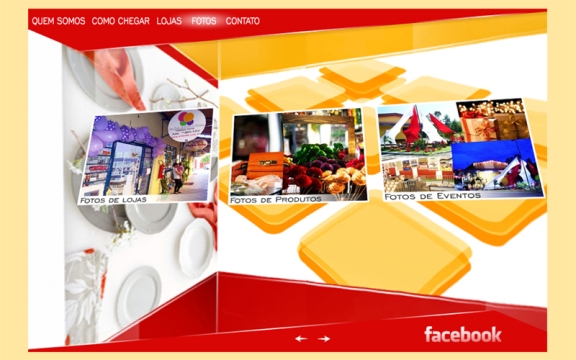 QUEM SOMOS COMO CHEGAR LOJAS FOTOS CONTATO
Fotos de lojas
Fotos de Produtos
Fotos de Eventos
facebook